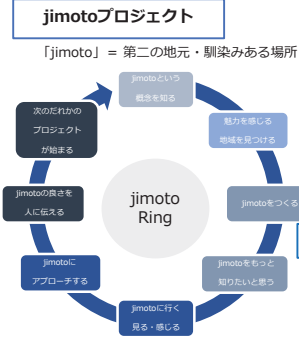 jimotoプロジェクト
「jimoto」= 第二の地元・馴染みある場所
jimotoという
概念を知る
魅力を感じる
地域を見つける
jimotoをつくる
jimotoをもっと
知りたいと思う
jimotoに行く
見る・感じる
jimotoに
アプローチする
jimotoの良さを
人に伝える
次のだれかの
プロジェクト
が始まる
jimoto
Ring